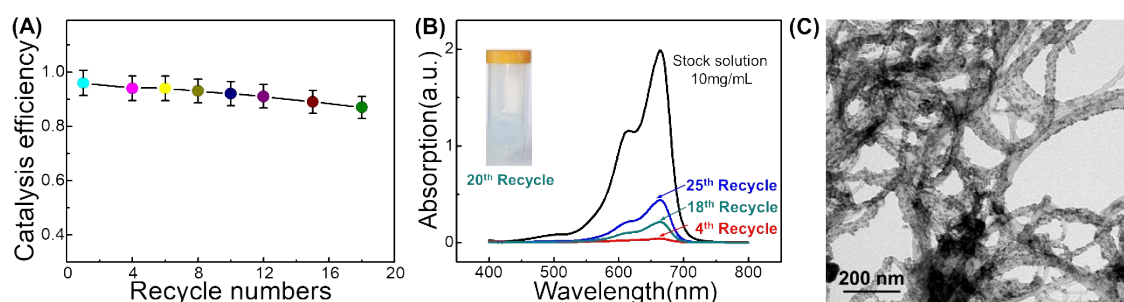 (A)
Catalysis efficiency
1.0
0.8
0.6
0.4
0
4
8
12
16
20
Recycle numbers
(B)
Absorption(a.u.)
2
1
0
Stock solution
10mg/mL
20th Recycle
25th Recycle
18th Recycle
4th Recycle
400
500
600
700
800
Wavelength(nm)
(C)
200 nm